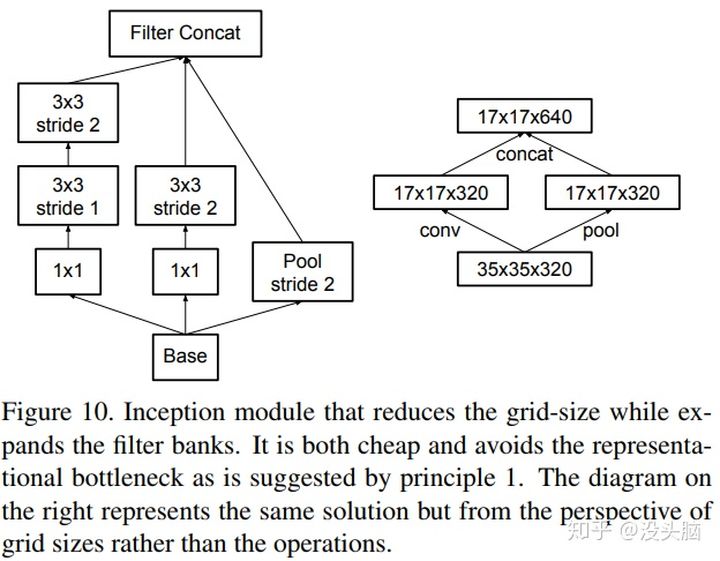 Filter Concat
3x3
stride 2
3x3
stride 1
3x3
stride 2
1x1
1x1
Pool
stride 2
Base
17x17x640
concat
17x17x320
17x17x320
conv
pool
35x35x320
Figure 10. Inception module that reduces the grid-size while ex-
pands the filter banks. It is both cheap and avoids the representa-
tional bottleneck as is suggested by principle 1. The diagram on
the right represents the same solution but from the perspective of
grid sizes rather than the operations.
知乎 @没头脑